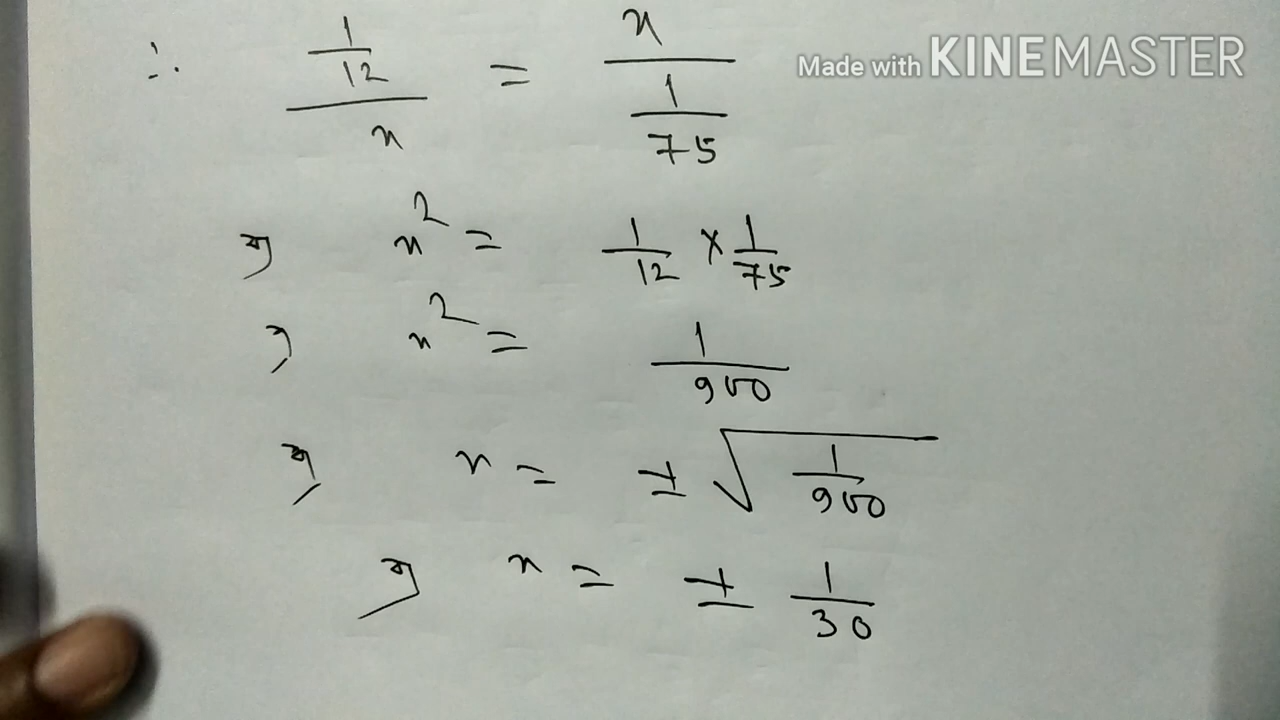 ∴ (1/12)/x = x/(1/75)
Made with KINEMASTER
বা x² = 1/12 × 1/75
বা x² = 1/900
বা x = ±√(1/900)
বা x = ± 1/30